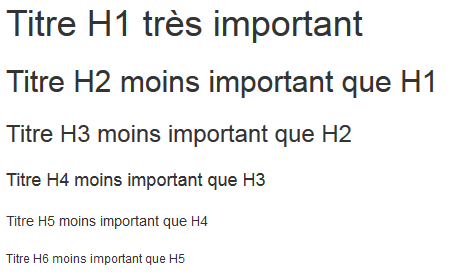 Titre H1 très important
Titre H2 moins important que H1
Titre H3 moins important que H2
Titre H4 moins important que H3
Titre H5 moins important que H4
Titre H6 moins important que H5